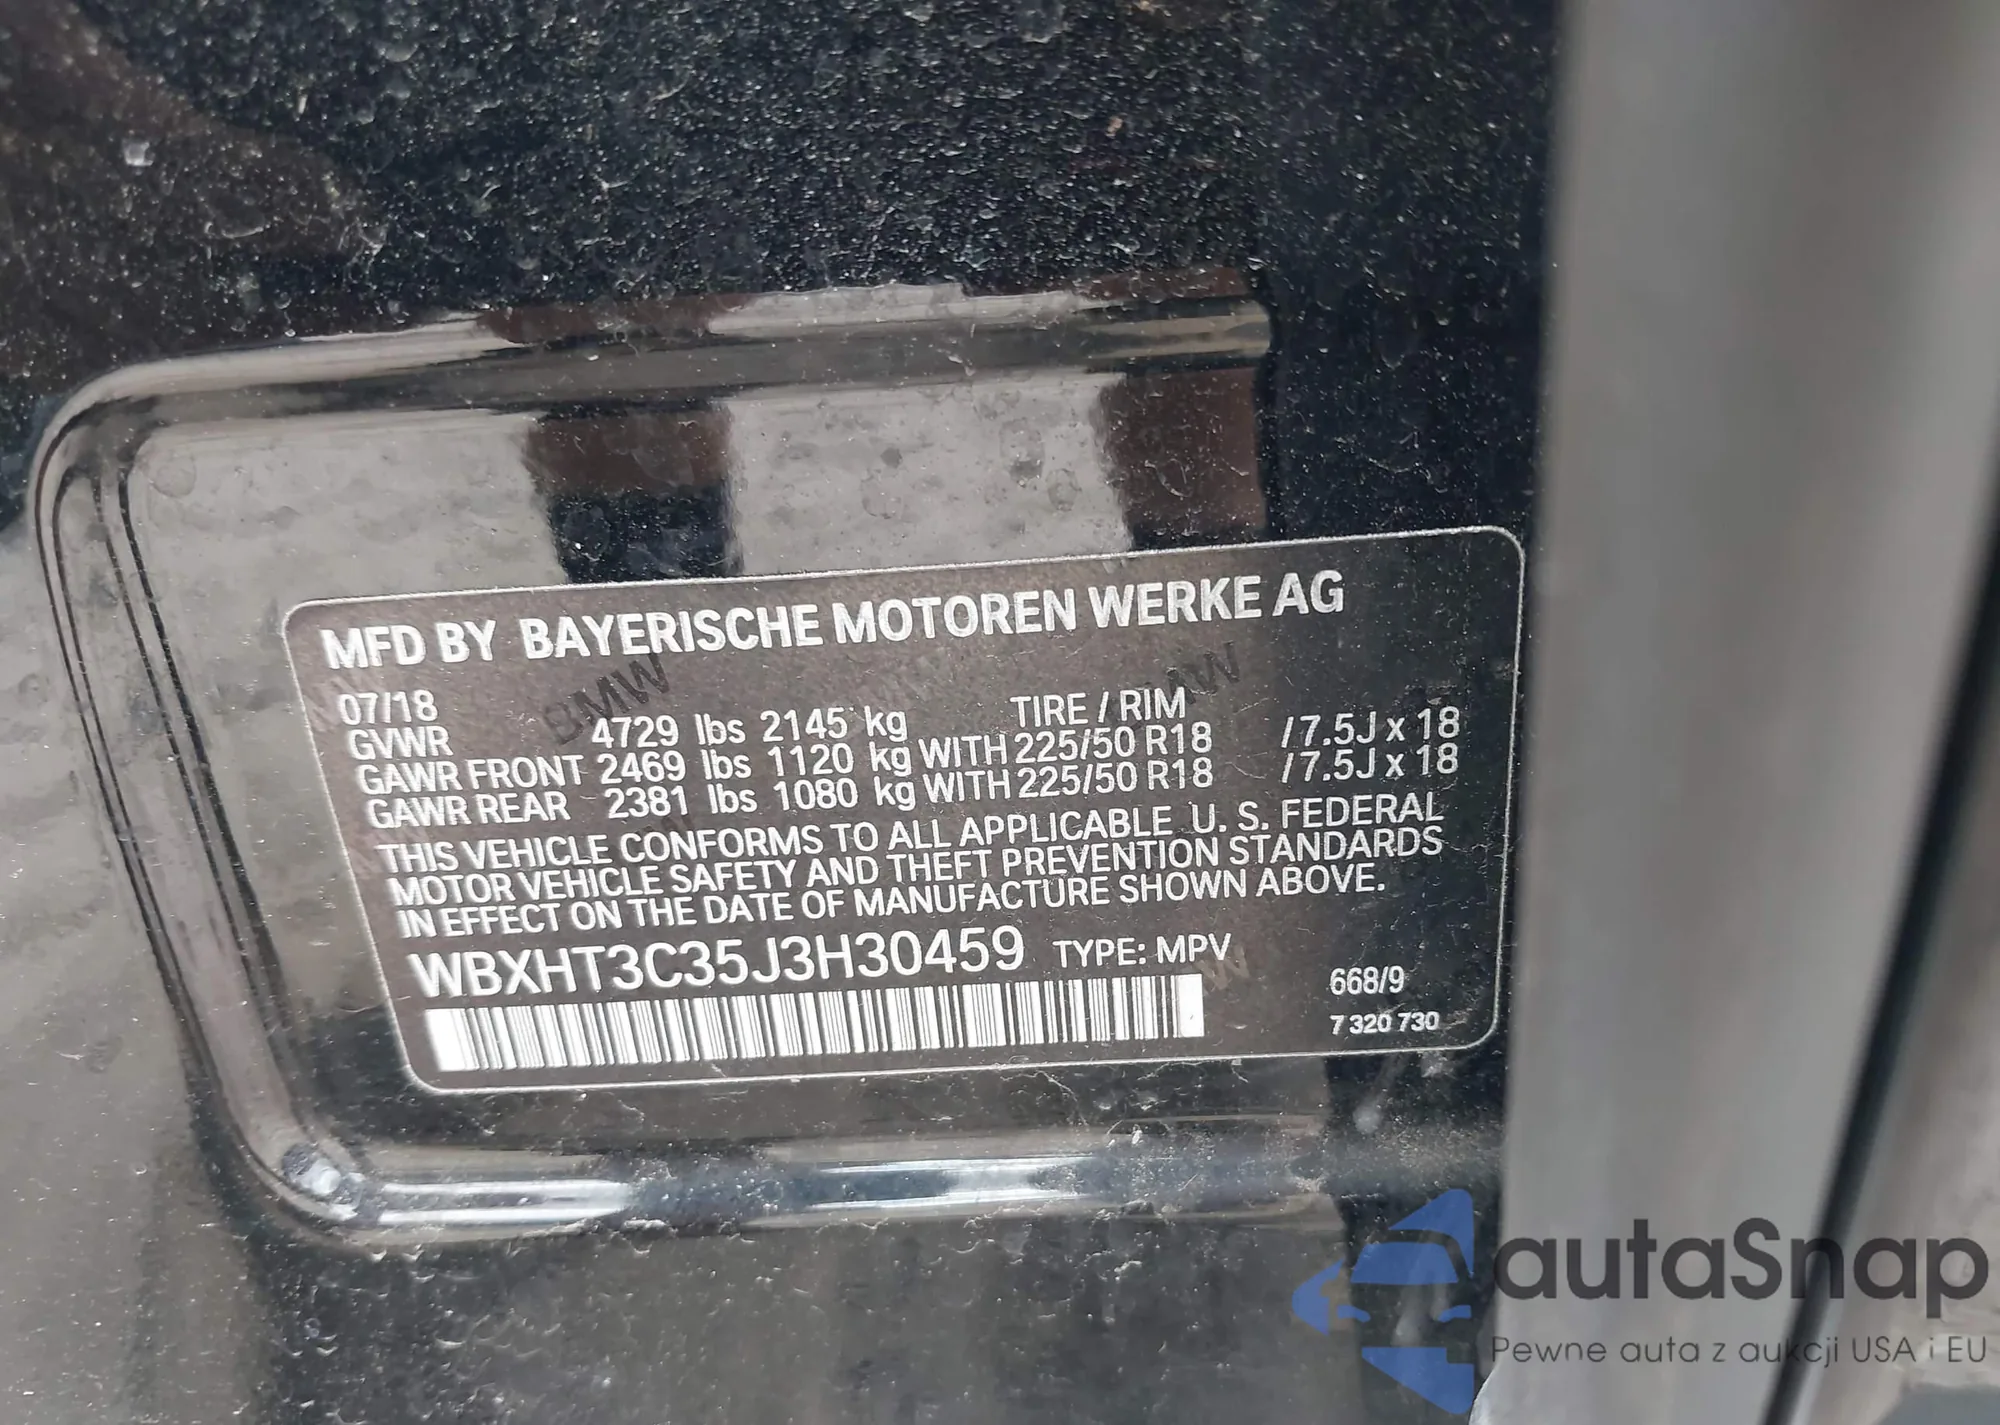 MFD BY BAYERISCHE MOTOREN WERKE AG
07/18 TIRE / RIM
GVWR 4729 lbs 2145 kg
GAWR FRONT 2469 lbs 1120 kg WITH 225/50 R18 /7.5J x 18
GAWR REAR 2381 lbs 1080 kg WITH 225/50 R18 /7.5J x 18
THIS VEHICLE CONFORMS TO ALL APPLICABLE U. S. FEDERAL
MOTOR VEHICLE SAFETY AND THEFT PREVENTION STANDARDS
IN EFFECT ON THE DATE OF MANUFACTURE SHOWN ABOVE.
WBXHT3C35J3H30459 TYPE: MPV
668/9
7 320 730
BMW
autaSnap
Pewne auta z aukcji USA i EU